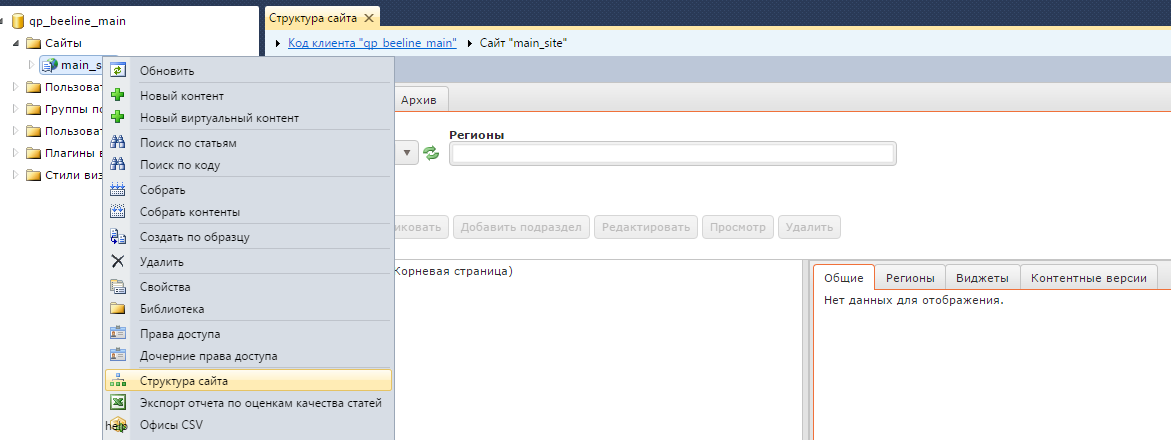 qp_beeline_main
Структура сайта
Код клиента "qp_beeline_main" Сайт "main_site"
Сайты
main_s
Пользоват
Группы по
Пользоват
Плагины в
Стили виз
Обновить
Новый контент
Новый виртуальный контент
Поиск по статьям
Поиск по коду
Собрать
Собрать контенты
Создать по образцу
Удалить
Свойства
Библиотека
Права доступа
Дочерние права доступа
Структура сайта
Экспорт отчета по оценкам качества статей
help
Офисы CSV
Архив
Регионы
иковать Добавить подраздел Редактировать Просмотр Удалить
Корневая страница)
Общие Регионы Виджеты Контентные версии
Нет данных для отображения.